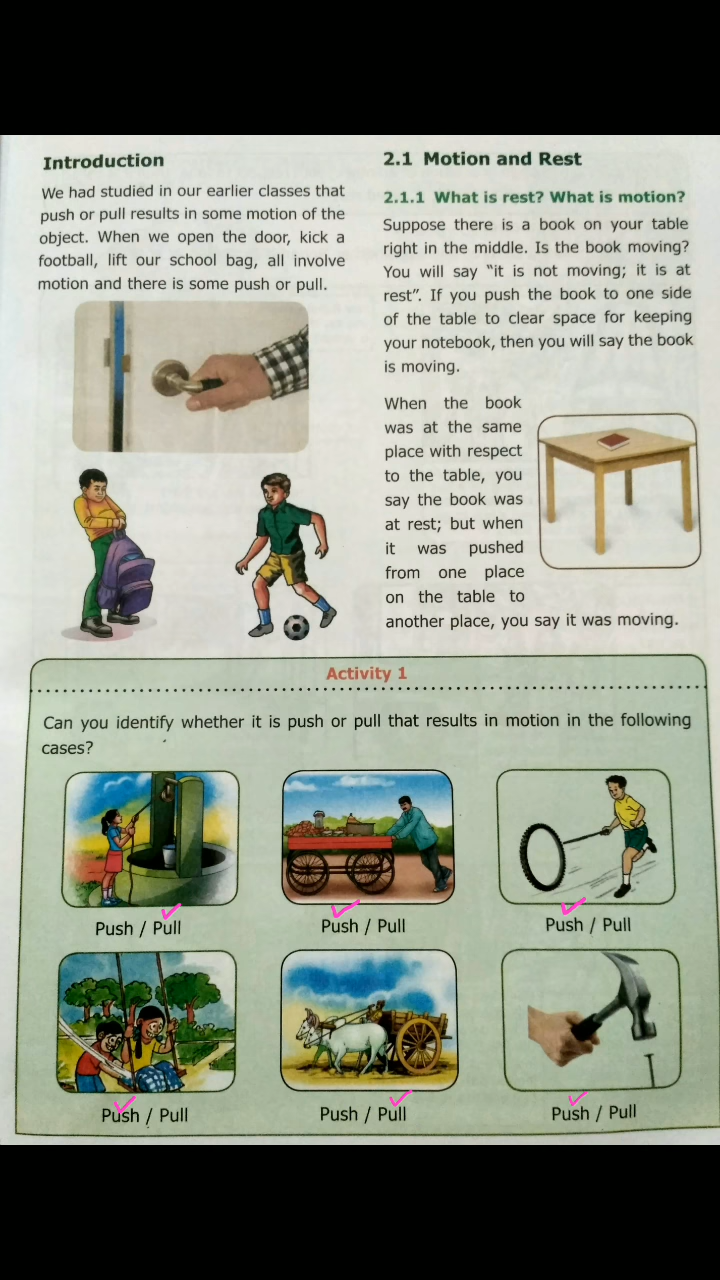 Introduction
We had studied in our earlier classes that
push or pull results in some motion of the
object. When we open the door, kick a
football, lift our school bag, all involve
motion and there is some push or pull.
2.1 Motion and Rest
2.1.1 What is rest? What is motion?
Suppose there is a book on your table
right in the middle. Is the book moving?
You will say “it is not moving; it is at
rest”. If you push the book to one side
of the table to clear space for keeping
your notebook, then you will say the book
is moving.
When the book
was at the same
place with respect
to the table, you
say the book was
at rest; but when
it was pushed
from one place
on the table to
another place, you say it was moving.
Activity 1
Can you identify whether it is push or pull that results in motion in the following
cases?
Push / Pull
Push / Pull
Push / Pull
Push / Pull
Push / Pull
Push / Pull